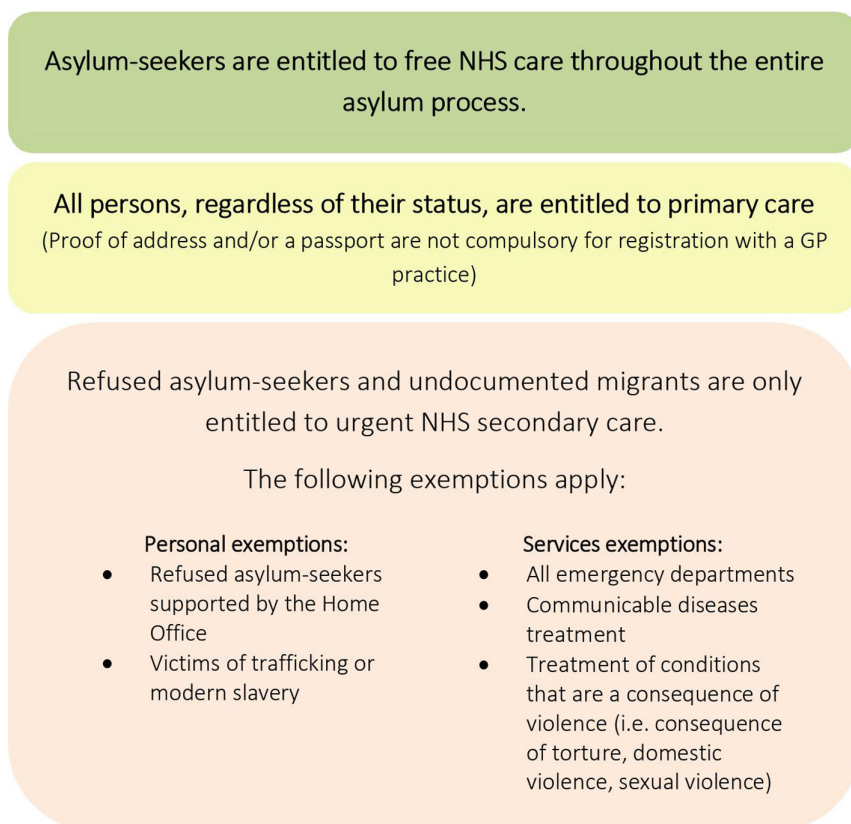 Asylum-seekers are entitled to free NHS care throughout the entire
asylum process.
All persons, regardless of their status, are entitled to primary care
(Proof of address and/or a passport are not compulsory for registration with a GP
practice)
Refused asylum-seekers and undocumented migrants are only
entitled to urgent NHS secondary care.
The following exemptions apply:
Personal exemptions:
• Refused asylum-seekers
supported by the Home
Office
• Victims of trafficking or
modern slavery
Services exemptions:
• All emergency departments
• Communicable diseases
treatment
• Treatment of conditions
that are a consequence of
violence (i.e. consequence
of torture, domestic
violence, sexual violence)